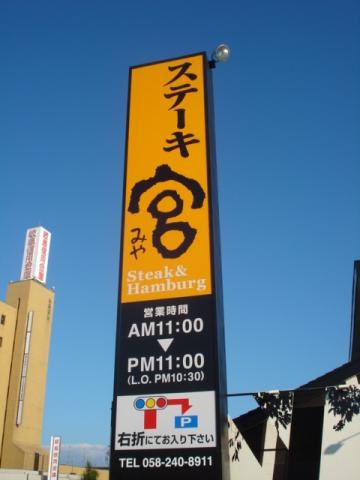 ステーキ
宮
みや
Steak&
Hamburg
営業時間
AM11:00
PM11:00
(L.O. PM10:30)
P
右折にてお入り下さい
TEL 058-240-8911